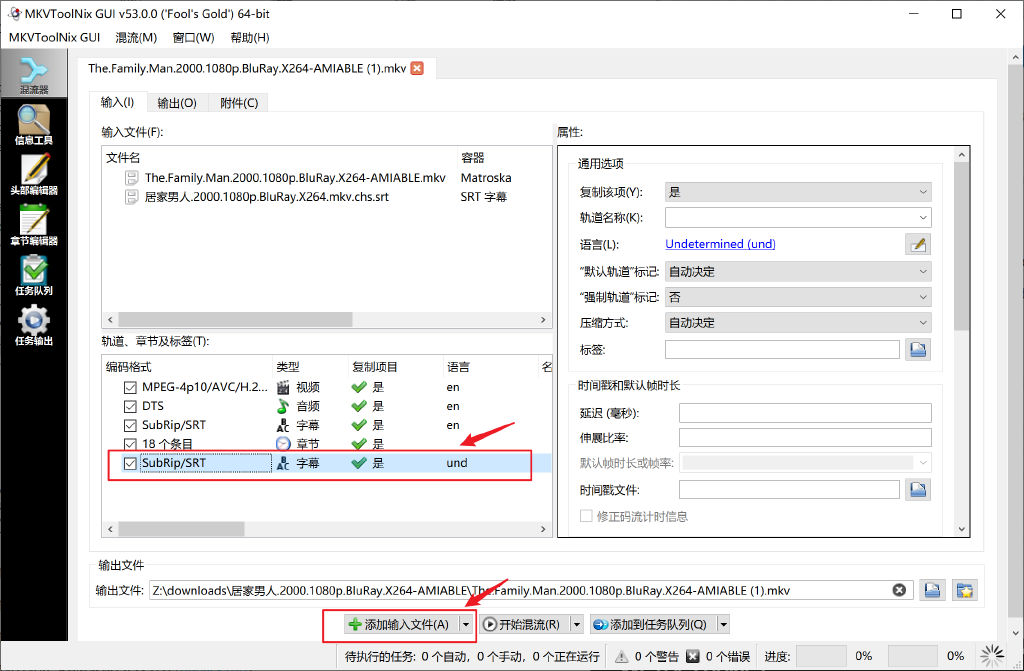 MKVToolNix GUI v53.0.0 ('Fool's Gold') 64-bit
MKVToolNix GUI 混流(M) 窗口(W) 帮助(H)
混流器
信息工具
头部编辑器
章节编辑器
任务队列
任务输出
The.Family.Man.2000.1080p.BluRay.X264-AMIABLE (1).mkv
输入(I) 输出(O) 附件(C)
输入文件(F):
文件名 容器
The.Family.Man.2000.1080p.BluRay.X264-AMIABLE.mkv Matroska
居家男人.2000.1080p.BluRay.X264.mkv.chs.srt SRT 字幕
轨道、章节及标签(T):
编码格式 类型 复制项目 语言 名
MPEG-4p10/AVC/H.2... 视频 是 en
DTS 音频 是 en
SubRip/SRT 字幕 是 en
18 个条目 章节 是
SubRip/SRT 字幕 是 und
属性:
通用选项
复制该项(Y): 是
轨道名称(K):
语言(L): Undetermined (und)
“默认轨道”标记: 自动决定
“强制轨道”标记: 否
压缩方式: 自动决定
标签:
时间戳和默认帧时长
延迟 (毫秒):
伸展比率:
默认帧时长或帧率:
时间戳文件:
修正码流计时信息
输出文件
输出文件: Z:\downloads\居家男人.2000.1080p.BluRay.X264-AMIABLE\The.Family.Man.2000.1080p.BluRay.X264-AMIABLE (1).mkv
添加输入文件(A) 开始混流(R) 添加到任务队列(Q)
待执行的任务: 0 个自动，0 个手动，0 个正在运行 0 个警告 0 个错误 进度: 0% 0%